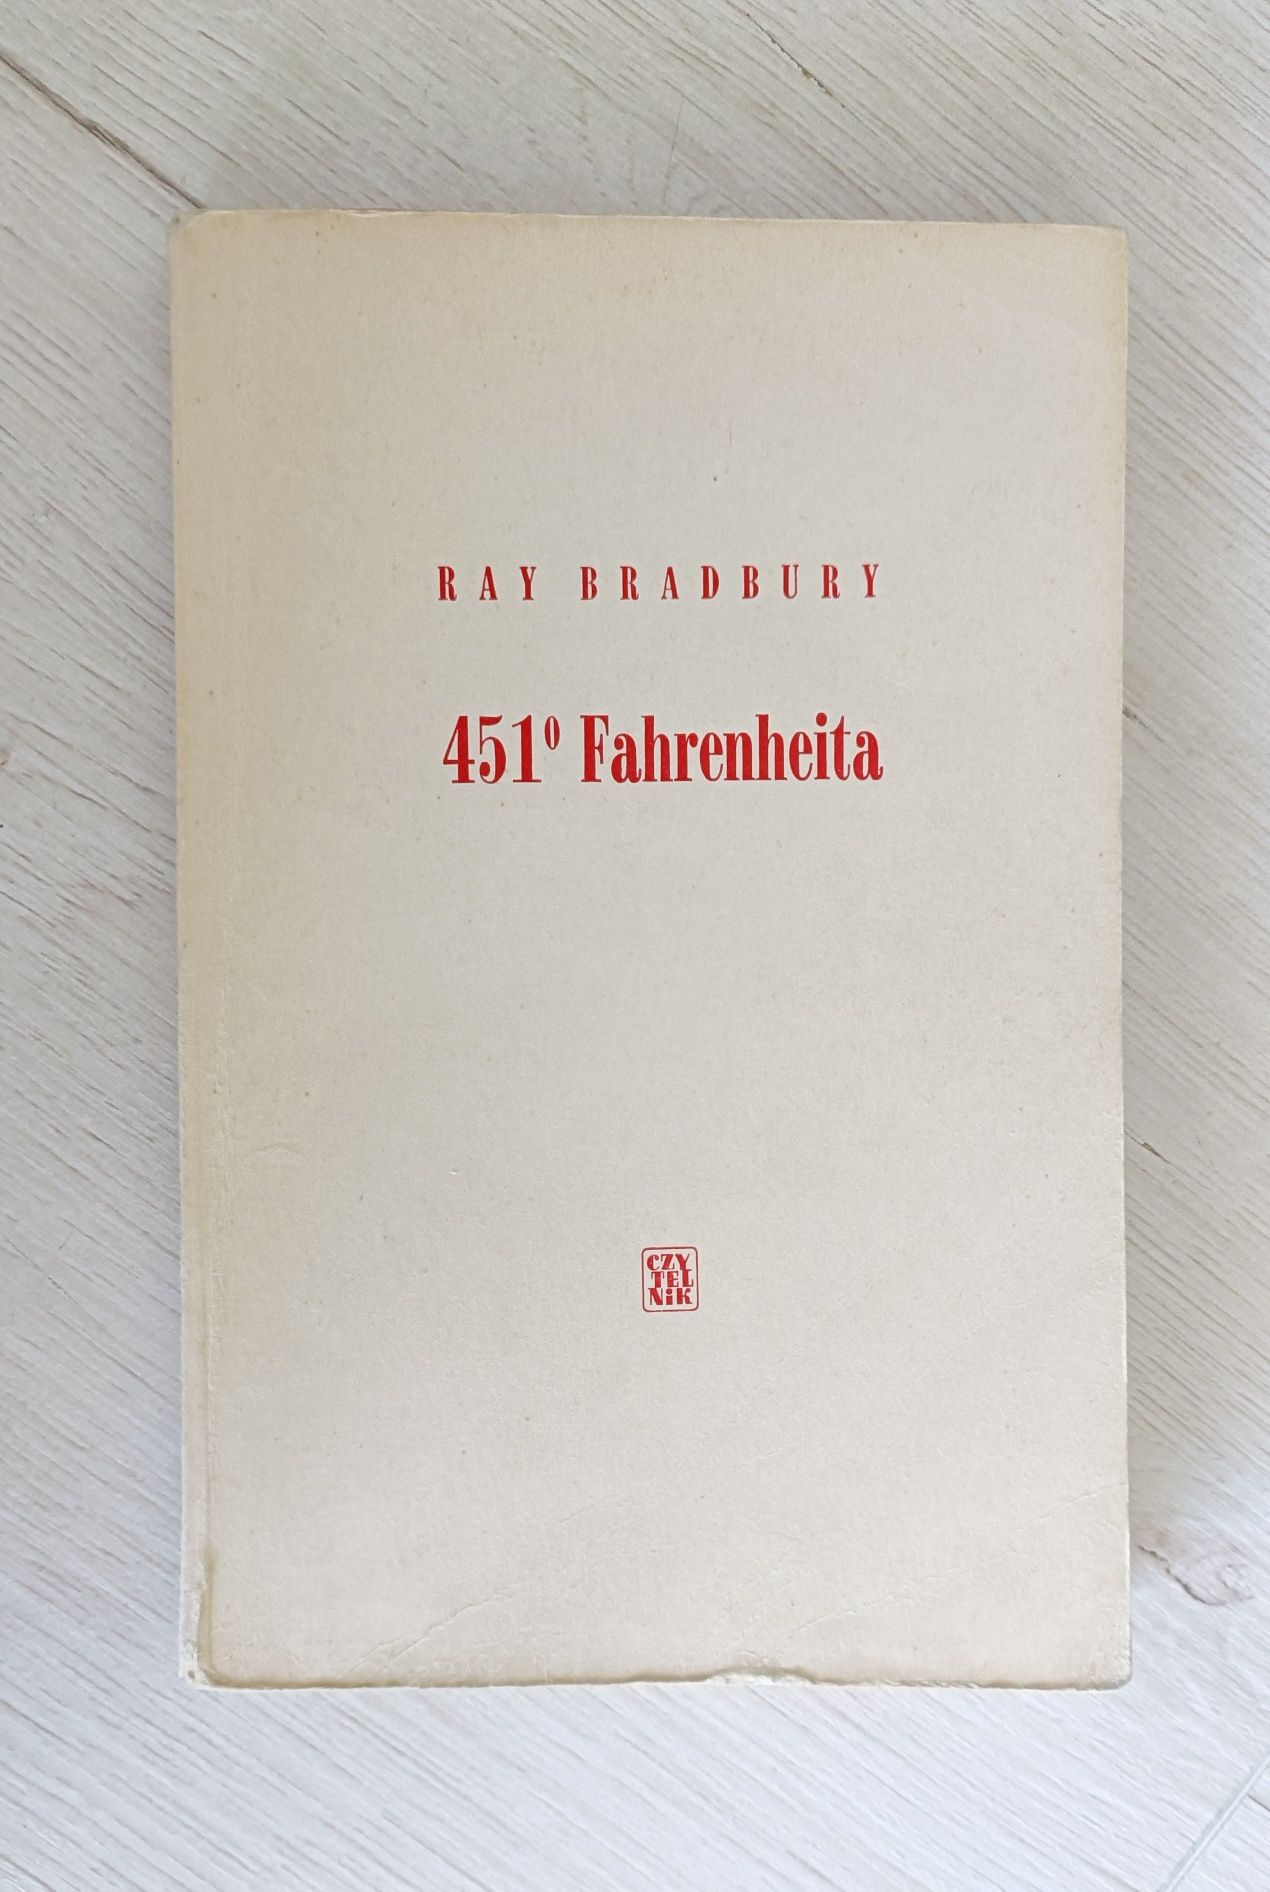 RAY BRADBURY
451° Fahrenheita
CZY
TEL
NiK